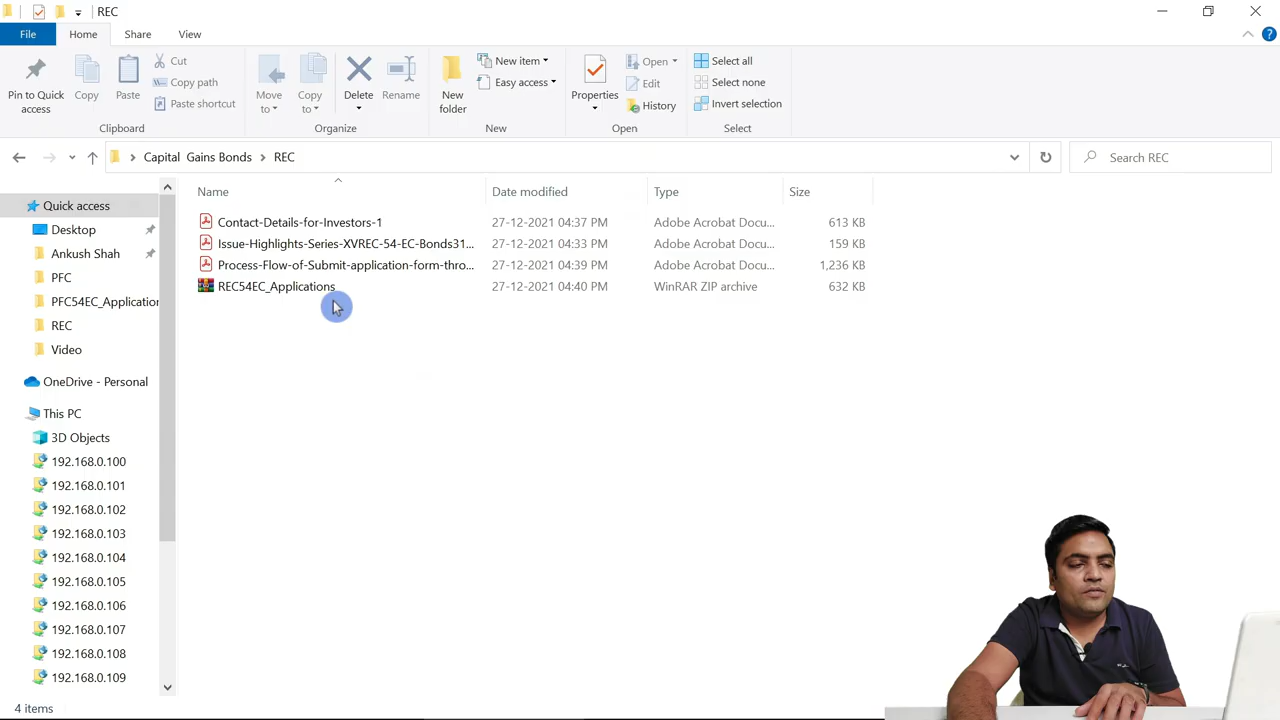 REC
File Home Share View
Pin to Quick access
Copy
Paste
Cut
Copy path
Paste shortcut
Clipboard
Move to
Copy to
Delete
Rename
Organize
New folder
New item
Easy access
New
Properties
Open
Edit
History
Open
Select all
Select none
Invert selection
Select
Capital Gains Bonds > REC
Search REC
Name Date modified Type Size
Contact-Details-for-Investors-1 27-12-2021 04:37 PM Adobe Acrobat Docu... 613 KB
Issue-Highlights-Series-XVREC-54-EC-Bonds31... 27-12-2021 04:33 PM Adobe Acrobat Docu... 159 KB
Process-Flow-of-Submit-application-form-thro... 27-12-2021 04:39 PM Adobe Acrobat Docu... 1,236 KB
REC54EC_Applications 27-12-2021 04:40 PM WinRAR ZIP archive 632 KB
Quick access
Desktop
Ankush Shah
PFC
PFC54EC_Application
REC
Video
OneDrive - Personal
This PC
3D Objects
192.168.0.100
192.168.0.101
192.168.0.102
192.168.0.103
192.168.0.104
192.168.0.105
192.168.0.106
192.168.0.107
192.168.0.108
192.168.0.109
4 items